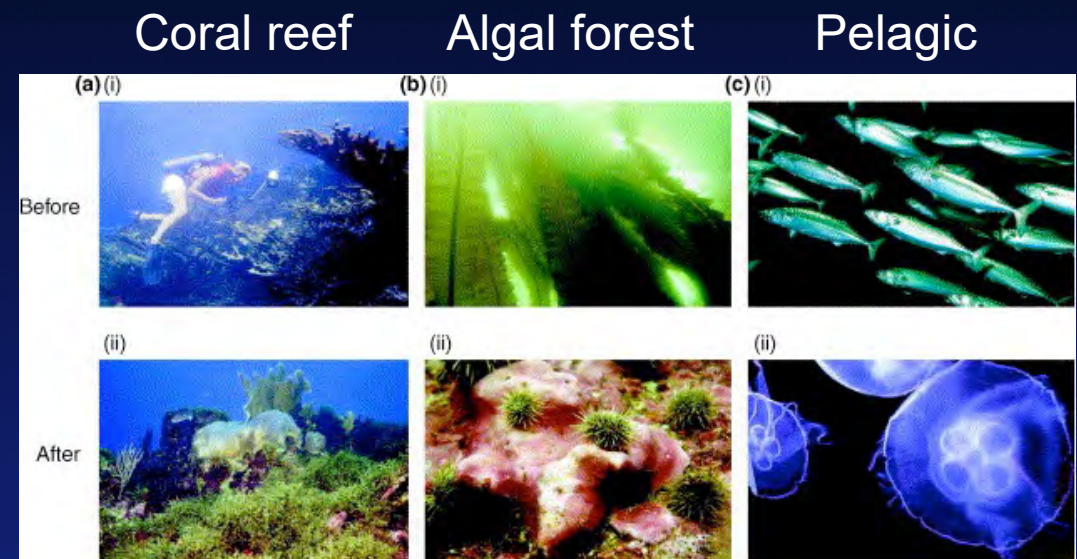 Coral reef Algal forest Pelagic
(a) (i) (b) (i) (c) (i)
Before
(ii) (ii) (ii)
After